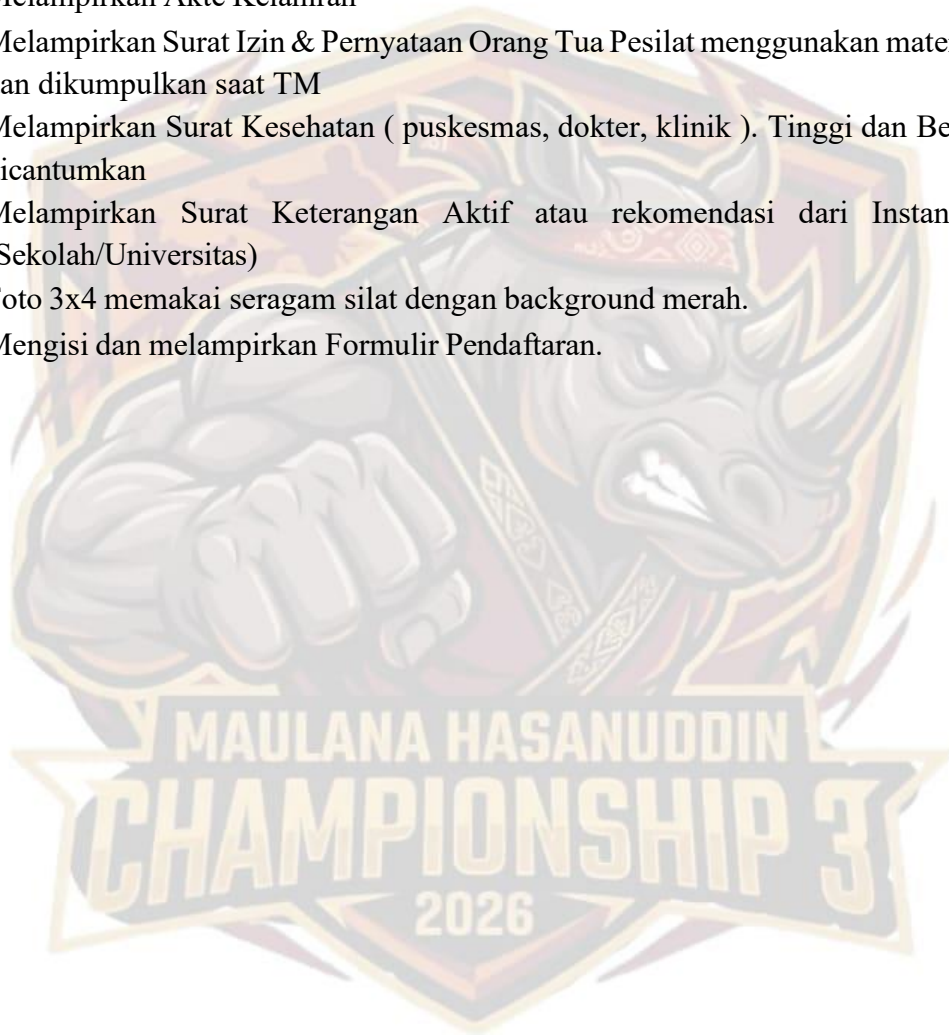 Melampirkan Akte Kelahiran
Melampirkan Surat Izin & Pernyataan Orang Tua Pesilat menggunakan mate
an dikumpulkan saat TM
Melampirkan Surat Kesehatan ( puskesmas, dokter, klinik ). Tinggi dan Be
icantumkan
Melampirkan Surat Keterangan Aktif atau rekomendasi dari Instan
Sekolah/Universitas)
oto 3x4 memakai seragam silat dengan background merah.
Mengisi dan melampirkan Formulir Pendaftaran.
MAULANA HASANUDDIN
CHAMPIONSHIP 3
2026